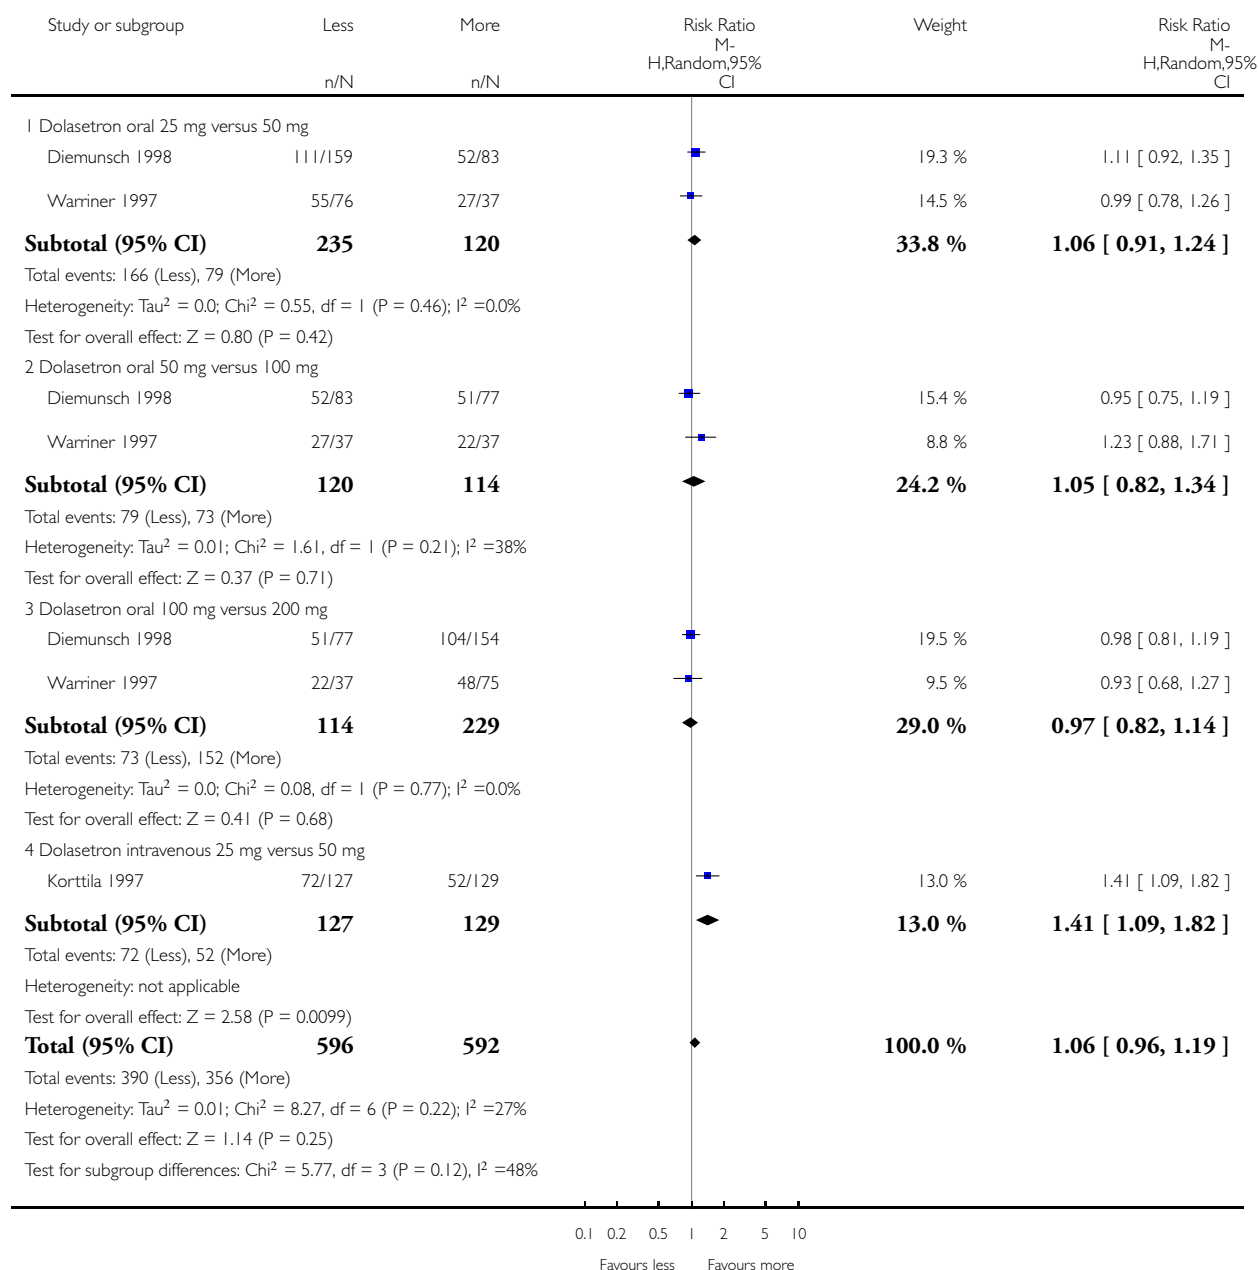 Study or subgroup Less More Risk Ratio Weight Risk Ratio
M- M-
H,Random,95% H,Random,95%
n/N n/N CI CI
1 Dolasetron oral 25 mg versus 50 mg
Diemunsch 1998 111/159 52/83 19.3 % 1.11 [ 0.92, 1.35 ]
Warriner 1997 55/76 27/37 14.5 % 0.99 [ 0.78, 1.26 ]
Subtotal (95% CI) 235 120 33.8 % 1.06 [ 0.91, 1.24 ]
Total events: 166 (Less), 79 (More)
Heterogeneity: Tau² = 0.0; Chi² = 0.55, df = 1 (P = 0.46); I² =0.0%
Test for overall effect: Z = 0.80 (P = 0.42)
2 Dolasetron oral 50 mg versus 100 mg
Diemunsch 1998 52/83 51/77 15.4 % 0.95 [ 0.75, 1.19 ]
Warriner 1997 27/37 22/37 8.8 % 1.23 [ 0.88, 1.71 ]
Subtotal (95% CI) 120 114 24.2 % 1.05 [ 0.82, 1.34 ]
Total events: 79 (Less), 73 (More)
Heterogeneity: Tau² = 0.01; Chi² = 1.61, df = 1 (P = 0.21); I² =38%
Test for overall effect: Z = 0.37 (P = 0.71)
3 Dolasetron oral 100 mg versus 200 mg
Diemunsch 1998 51/77 104/154 19.5 % 0.98 [ 0.81, 1.19 ]
Warriner 1997 22/37 48/75 9.5 % 0.93 [ 0.68, 1.27 ]
Subtotal (95% CI) 114 229 29.0 % 0.97 [ 0.82, 1.14 ]
Total events: 73 (Less), 152 (More)
Heterogeneity: Tau² = 0.0; Chi² = 0.08, df = 1 (P = 0.77); I² =0.0%
Test for overall effect: Z = 0.41 (P = 0.68)
4 Dolasetron intravenous 25 mg versus 50 mg
Korttila 1997 72/127 52/129 13.0 % 1.41 [ 1.09, 1.82 ]
Subtotal (95% CI) 127 129 13.0 % 1.41 [ 1.09, 1.82 ]
Total events: 72 (Less), 52 (More)
Heterogeneity: not applicable
Test for overall effect: Z = 2.58 (P = 0.0099)
Total (95% CI) 596 592 100.0 % 1.06 [ 0.96, 1.19 ]
Total events: 390 (Less), 356 (More)
Heterogeneity: Tau² = 0.01; Chi² = 8.27, df = 6 (P = 0.22); I² =27%
Test for overall effect: Z = 1.14 (P = 0.25)
Test for subgroup differences: Chi² = 5.77, df = 3 (P = 0.12), I² =48%
0.1 0.2 0.5 1 2 5 10
Favours less Favours more